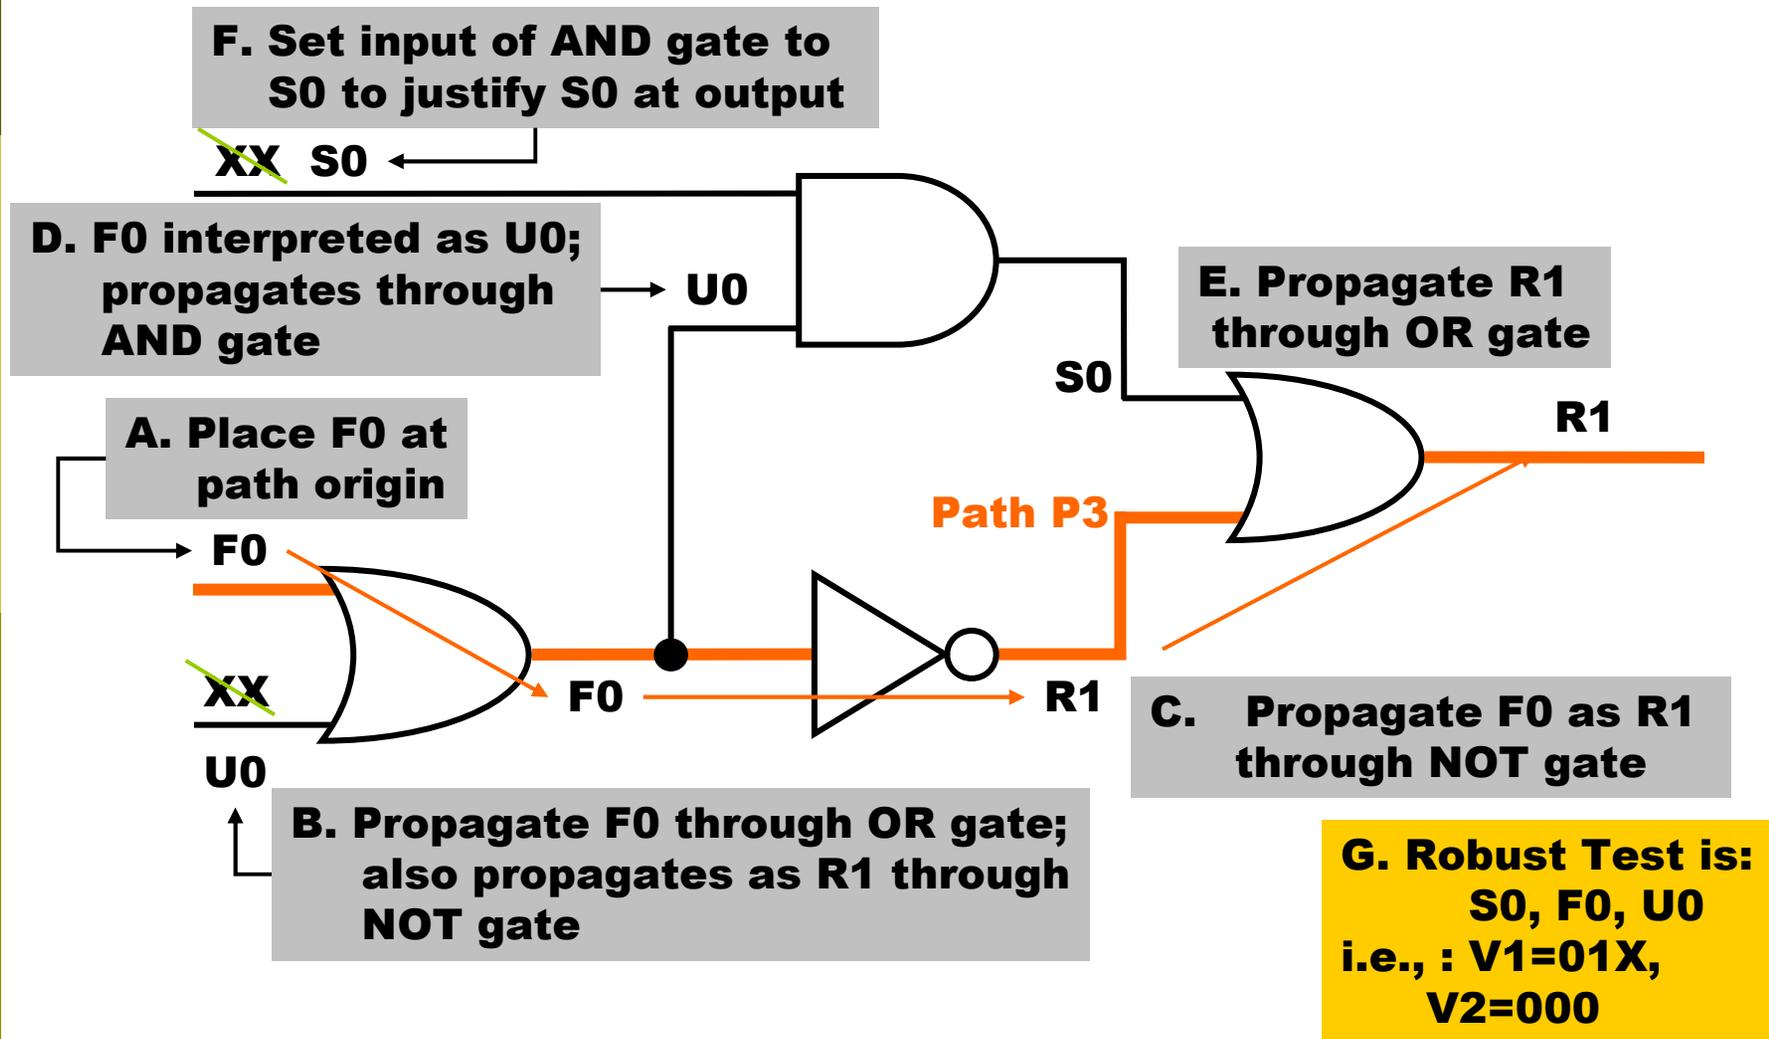 F. Set input of AND gate to
S0 to justify S0 at output
XX S0
D. F0 interpreted as U0;
propagates through
AND gate
U0
E. Propagate R1
through OR gate
S0
R1
A. Place F0 at
path origin
Path P3
F0
XX
F0
R1
C. Propagate F0 as R1
through NOT gate
U0
B. Propagate F0 through OR gate;
also propagates as R1 through
NOT gate
G. Robust Test is:
S0, F0, U0
i.e., : V1=01X,
V2=000